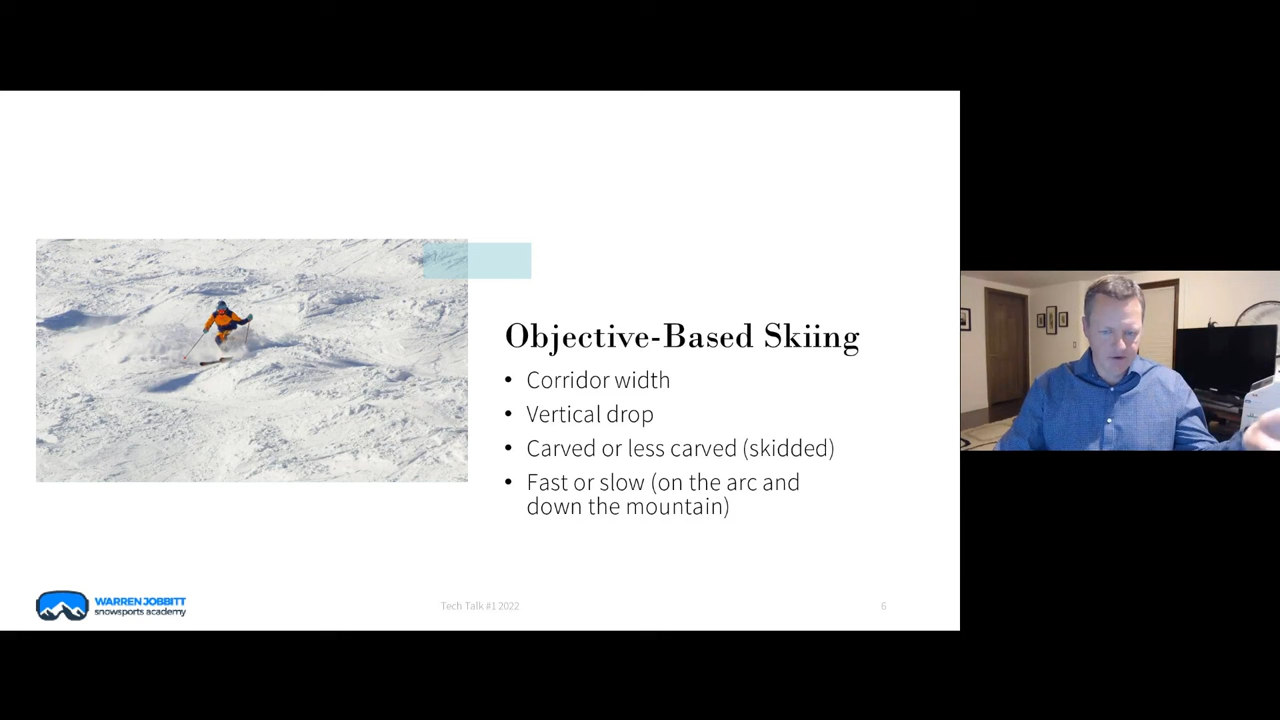 Objective-Based Skiing
• Corridor width
• Vertical drop
• Carved or less carved (skidded)
• Fast or slow (on the arc and
down the mountain)
WARREN JOBBITT
snowsports academy
Tech Talk #1 2022
6